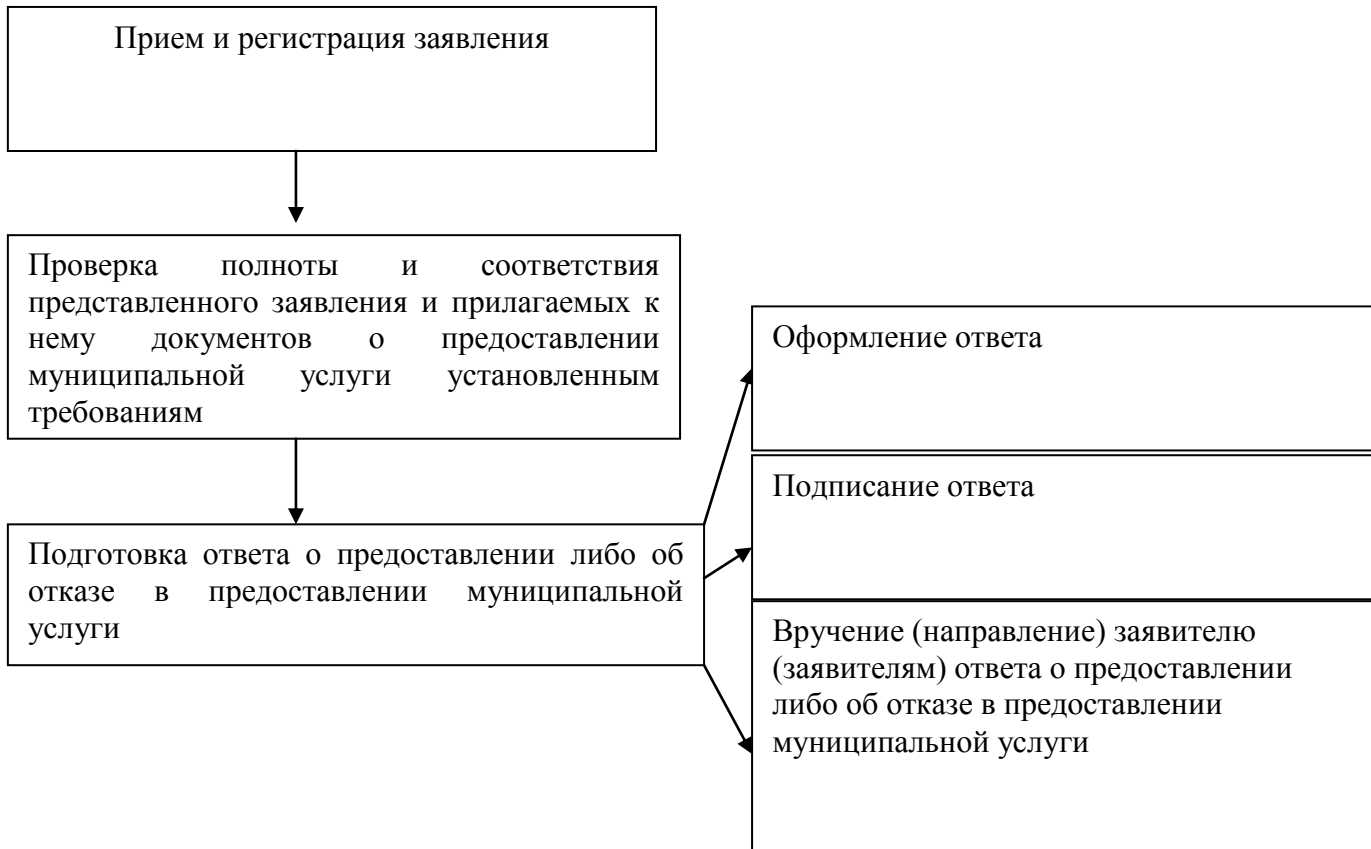 Прием и регистрация заявления
Проверка полноты и соответствия
представленного заявления и прилагаемых к
нему документов о предоставлении
муниципальной услуги установленным
требованиям
Подготовка ответа о предоставлении либо об
отказе в предоставлении муниципальной
услуги
Оформление ответа
Подписание ответа
Вручение (направление) заявителю
(заявителям) ответа о предоставлении
либо об отказе в предоставлении
муниципальной услуги